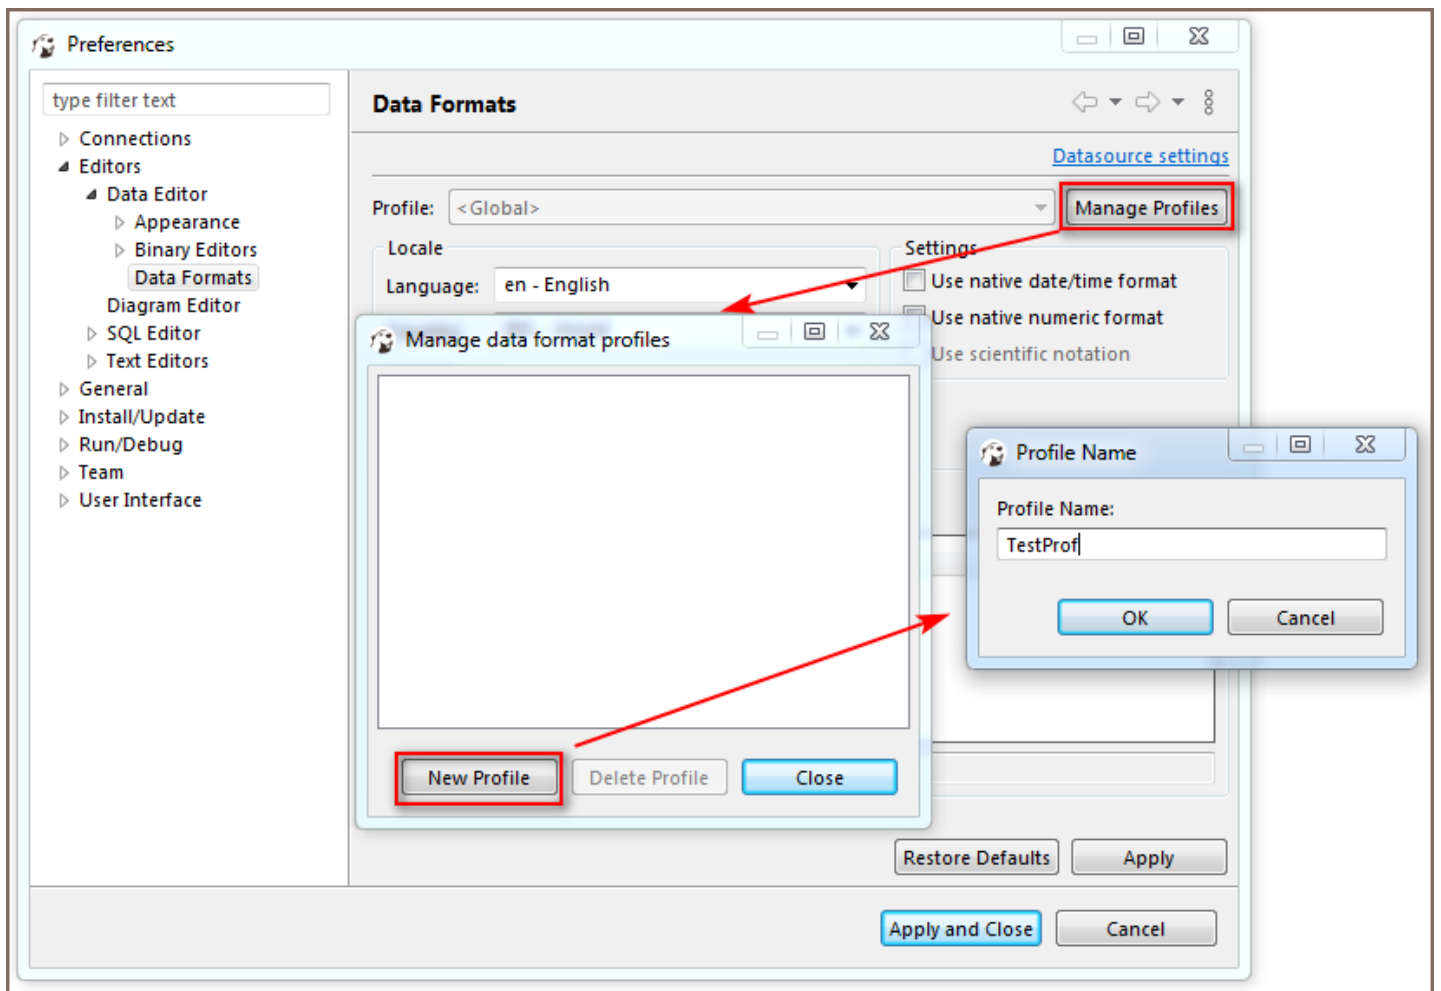 Preferences
type filter text
Connections
Editors
Data Editor
Appearance
Binary Editors
Data Formats
Diagram Editor
SQL Editor
Text Editors
General
Install/Update
Run/Debug
Team
User Interface
Data Formats
Datasource settings
Profile: <Global> Manage Profiles
Locale
Language: en - English
Settings
Use native date/time format
Use native numeric format
Use scientific notation
Manage data format profiles
New Profile Delete Profile Close
Profile Name
Profile Name:
TestProf
OK Cancel
Restore Defaults Apply
Apply and Close Cancel